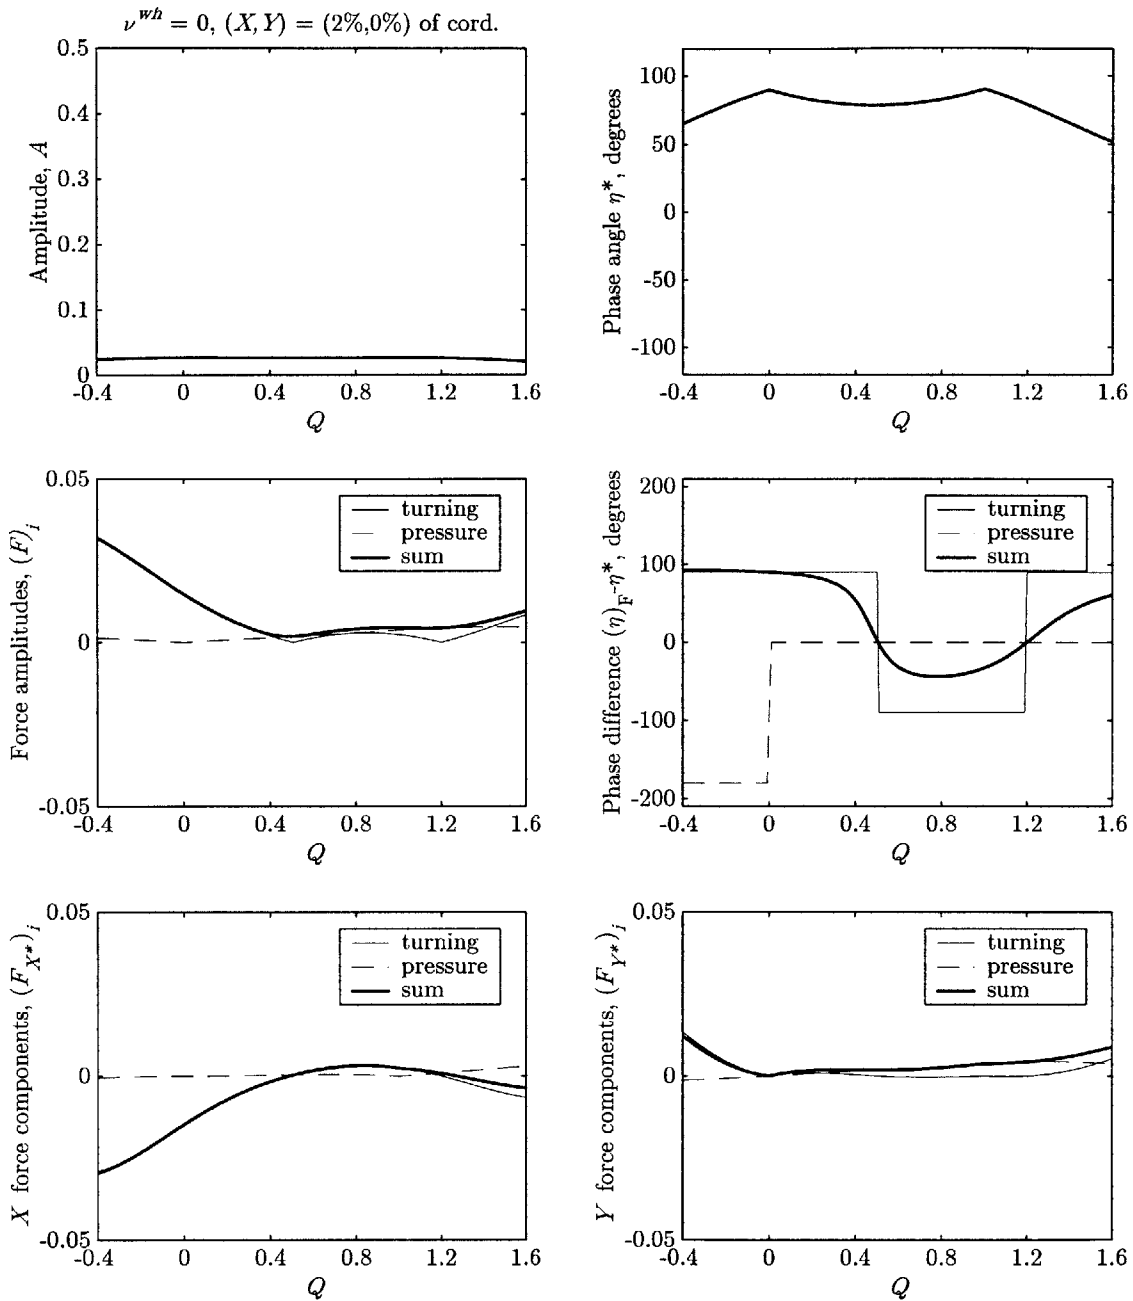 ν^wh = 0, (X,Y) = (2%,0%) of cord.
Amplitude, A
0.5
0.4
0.3
0.2
0.1
0
-0.4 0 0.4 0.8 1.2 1.6
Q
Phase angle η*, degrees
100
50
0
-50
-100
-0.4 0 0.4 0.8 1.2 1.6
Q
Force amplitudes, (F)_i
0.05
0
-0.05
turning
pressure
sum
-0.4 0 0.4 0.8 1.2 1.6
Q
Phase difference (η)_F-η*, degrees
200
100
0
-100
-200
turning
pressure
sum
-0.4 0 0.4 0.8 1.2 1.6
Q
X force components, (F_X*)_i
0.05
0
-0.05
turning
pressure
sum
-0.4 0 0.4 0.8 1.2 1.6
Q
Y force components, (F_Y*)_i
0.05
0
-0.05
turning
pressure
sum
-0.4 0 0.4 0.8 1.2 1.6
Q